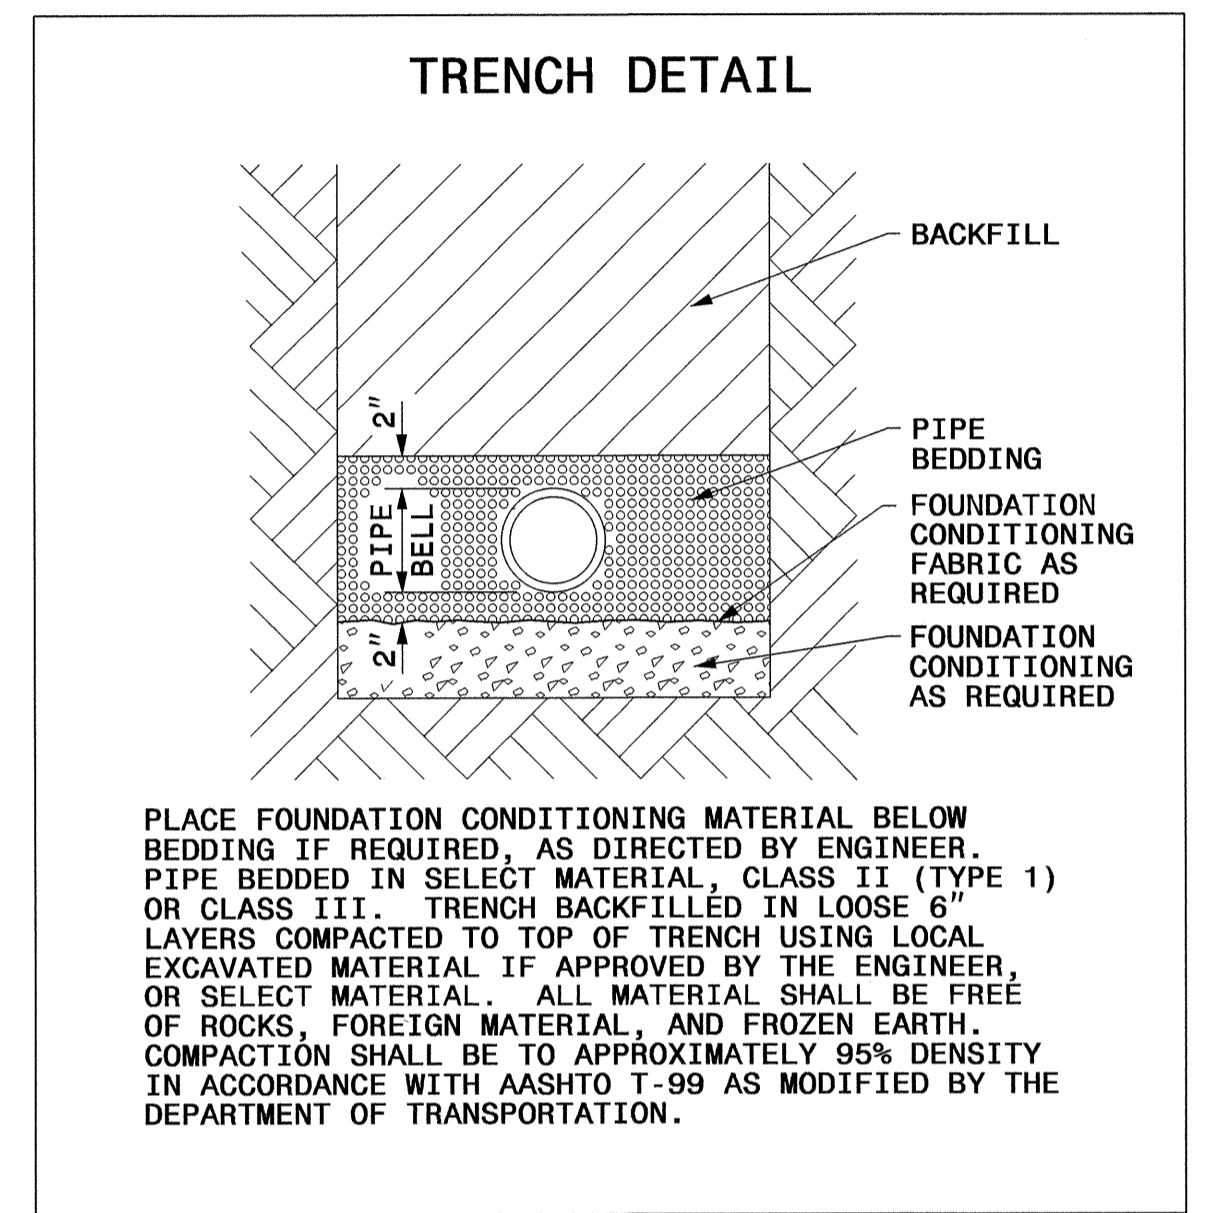 TRENCH DETAIL
BACKFILL
2"
PIPE
BEDDING
PIPE
BELL
FOUNDATION
CONDITIONING
FABRIC AS
REQUIRED
2"
FOUNDATION
CONDITIONING
AS REQUIRED
PLACE FOUNDATION CONDITIONING MATERIAL BELOW
BEDDING IF REQUIRED, AS DIRECTED BY ENGINEER.
PIPE BEDDED IN SELECT MATERIAL, CLASS II (TYPE 1)
OR CLASS III. TRENCH BACKFILLED IN LOOSE 6"
LAYERS COMPACTED TO TOP OF TRENCH USING LOCAL
EXCAVATED MATERIAL IF APPROVED BY THE ENGINEER,
OR SELECT MATERIAL. ALL MATERIAL SHALL BE FREE
OF ROCKS, FOREIGN MATERIAL, AND FROZEN EARTH.
COMPACTION SHALL BE TO APPROXIMATELY 95% DENSITY
IN ACCORDANCE WITH AASHTO T-99 AS MODIFIED BY THE
DEPARTMENT OF TRANSPORTATION.